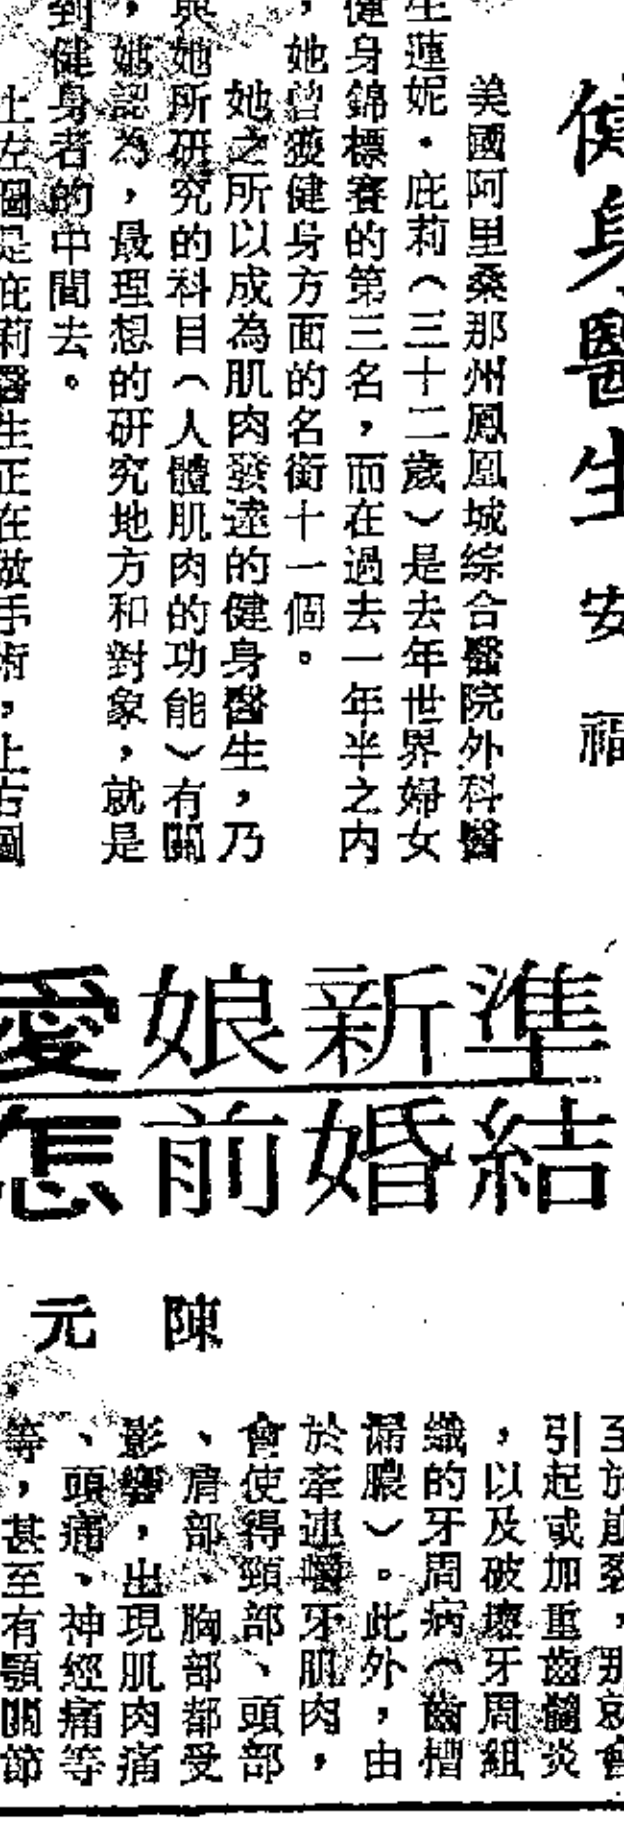 健身醫生
安福
美國阿里桑那州鳳凰城綜合醫院外科醫
生蓮妮·庇莉（三十二歲）是去年世界婦女
健身錦標賽的第三名，而在過去一年半之內
，她曾獲健身方面的名銜十一個。
她之所以成為肌肉發達的健身醫生，乃
與她所研究的科目（人體肌肉的功能）有關
，她認為，最理想的研究地方和對象，就是
到健身者的中間去。
上左圖是庇莉醫生正在做手術，上右圖
準新娘愛
結婚前怎
陳元
至於崩裂，那就會
引起或加重齒齦炎
，以及破壞牙周組
織的牙周病（齒槽
漏膿）。此外，由
於牽連嚼牙肌肉，
會使得頸部、頭部
、肩部、胸部都受
影響，出現肌肉痛
、頭痛、神經痛等
等，甚至有顎關節